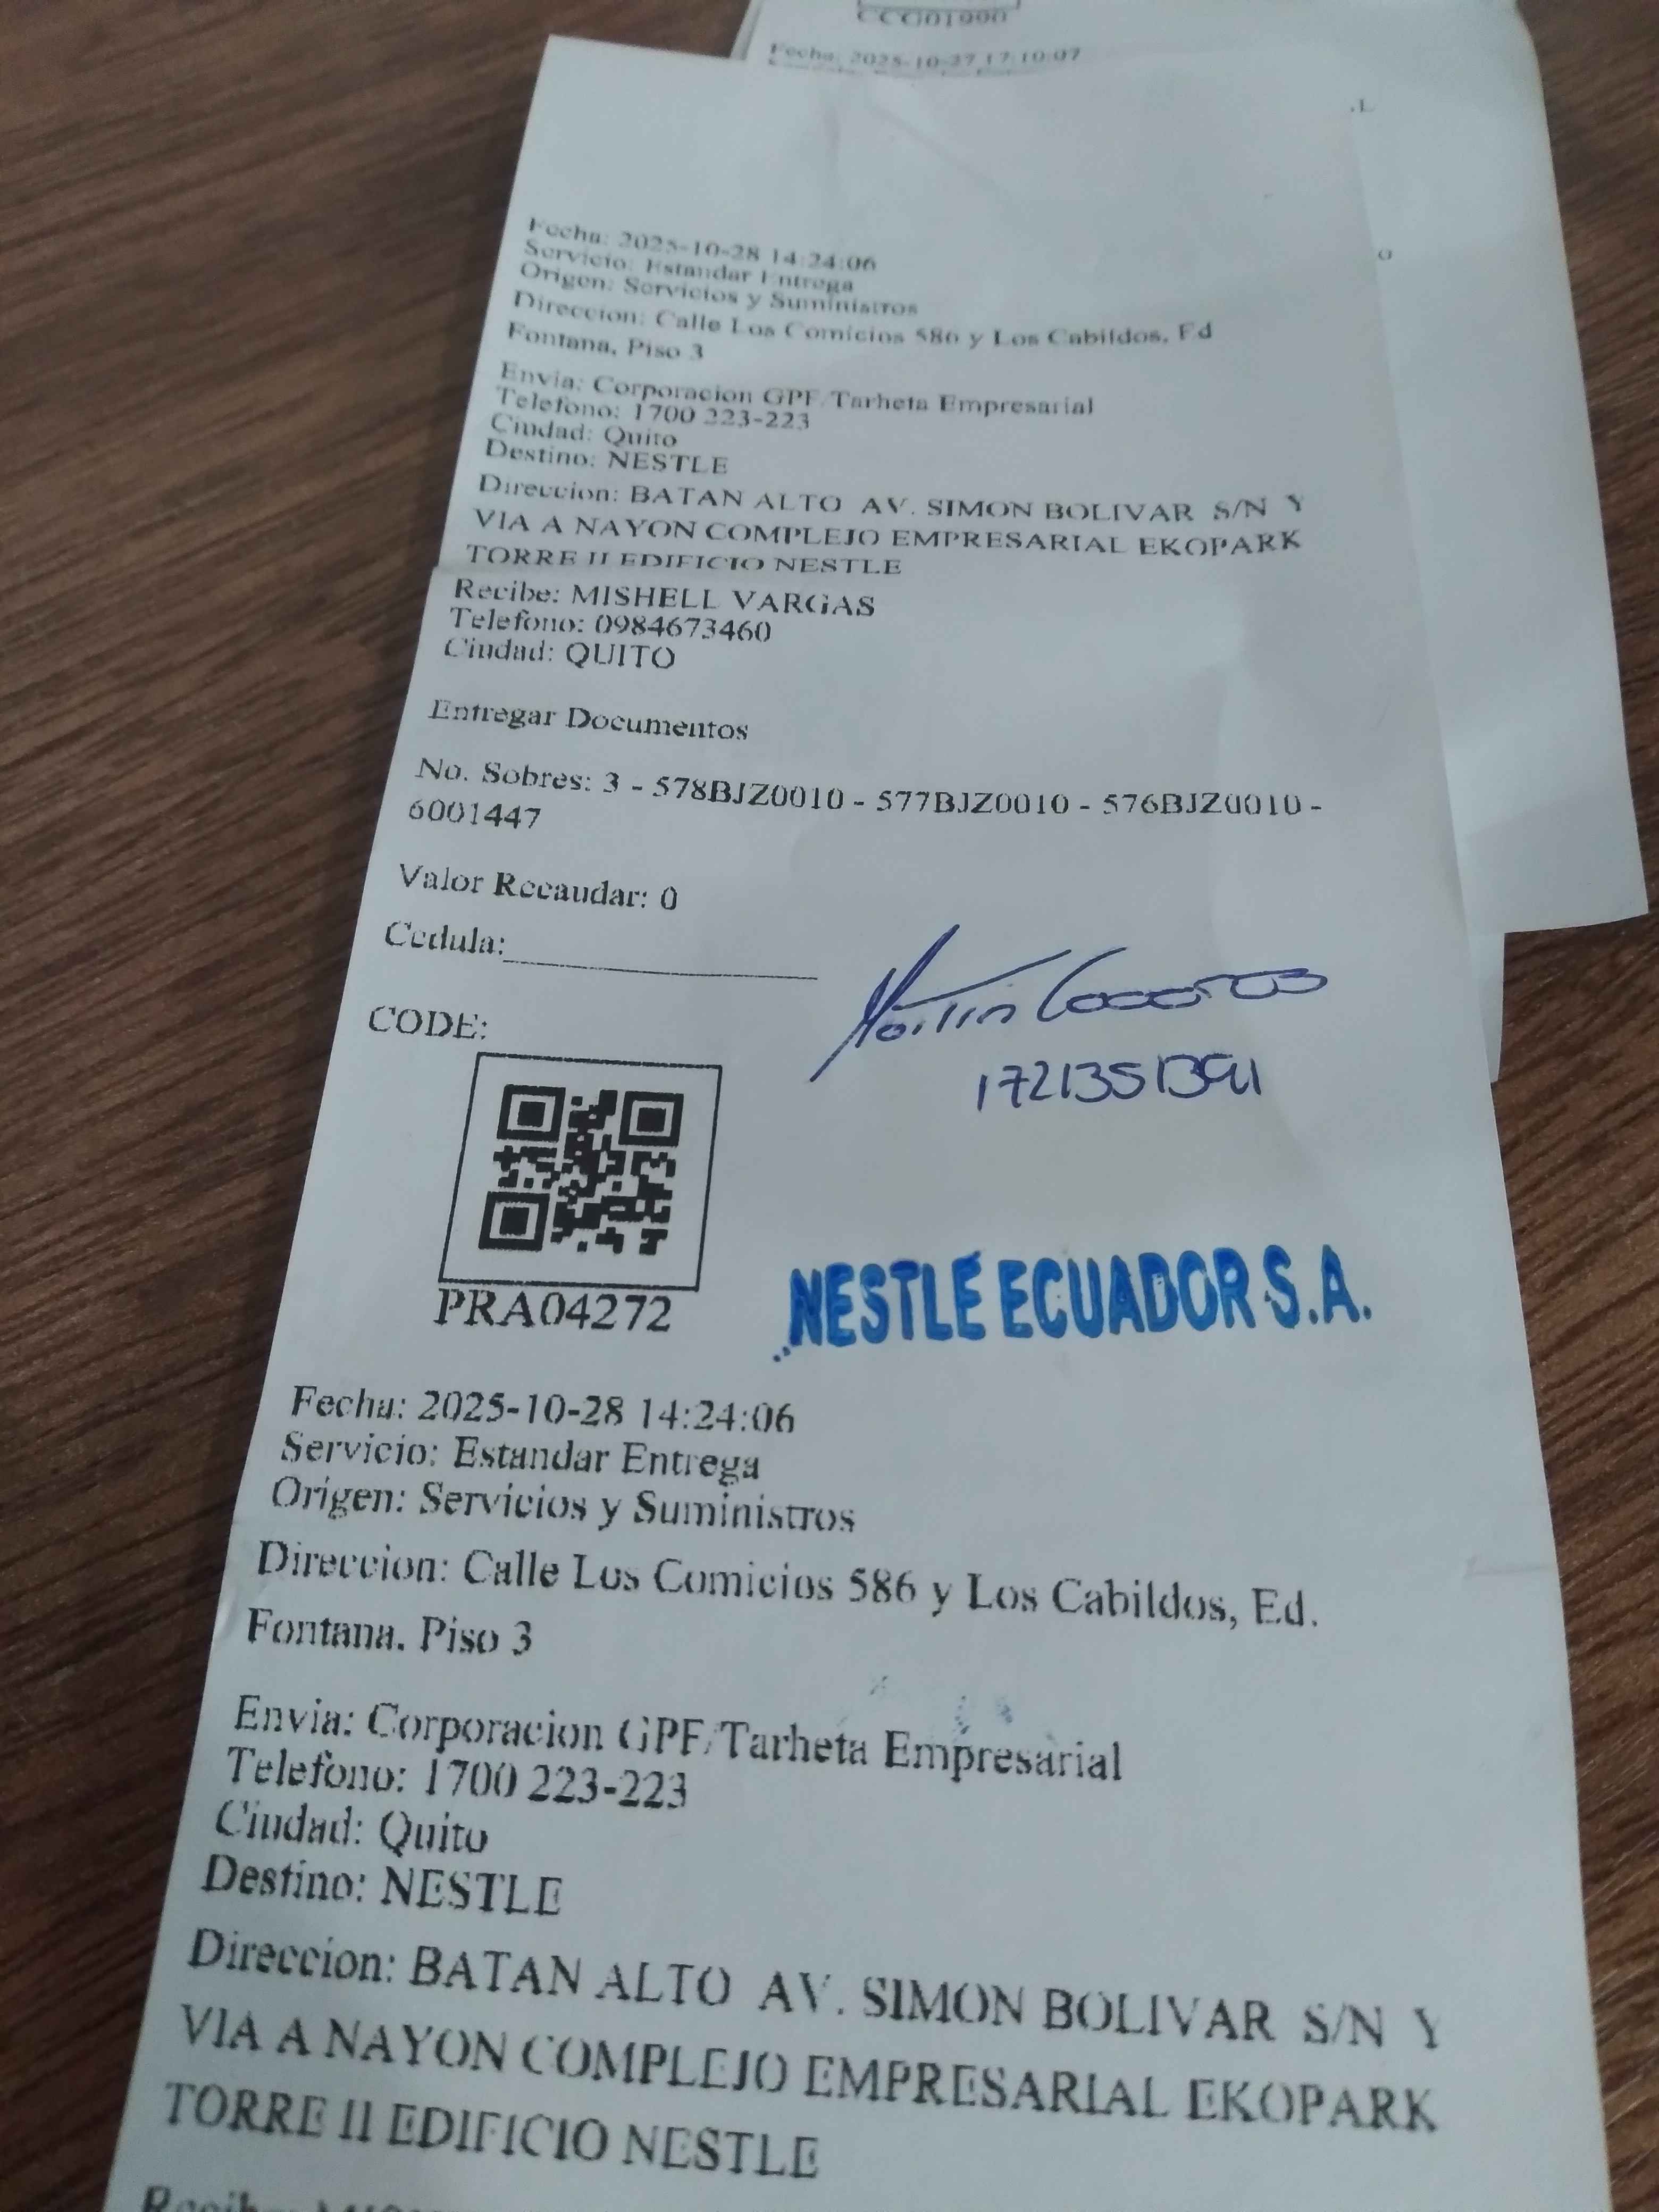 CCG01990
Fecha: 2025-10-27 17:10:07
Fecha: 2025-10-28 14:24:06
Servicio: Estandar Entrega
Origen: Servicios y Suministros
Direccion: Calle Los Comicios 586 y Los Cabildos, Ed
Fontana, Piso 3
Envia: Corporacion GPF/Tarheta Empresarial
Telefono: 1700 223-223
Ciudad: Quito
Destino: NESTLE
Direccion: BATAN ALTO AV. SIMON BOLIVAR S/N Y
VIA A NAYON COMPLEJO EMPRESARIAL EKOPARK
TORRE II EDIFICIO NESTLE
Recibe: MISHELL VARGAS
Telefono: 0984673460
Ciudad: QUITO
Entregar Documentos
No. Sobres: 3 - 578BJZ0010 - 577BJZ0010 - 576BJZ0010 -
6001447
Valor Recaudar: 0
Cedula:
CODE:
1721351391
PRA04272
NESTLÉ ECUADOR S.A.
Fecha: 2025-10-28 14:24:06
Servicio: Estandar Entrega
Origen: Servicios y Suministros
Direccion: Calle Los Comicios 586 y Los Cabildos, Ed.
Fontana. Piso 3
Envia: Corporacion GPF/Tarheta Empresarial
Telefono: 1700 223-223
Ciudad: Quito
Destino: NESTLE
Direccion: BATAN ALTO AV. SIMON BOLIVAR S/N Y
VIA A NAYON COMPLEJO EMPRESARIAL EKOPARK
TORRE II EDIFICIO NESTLE